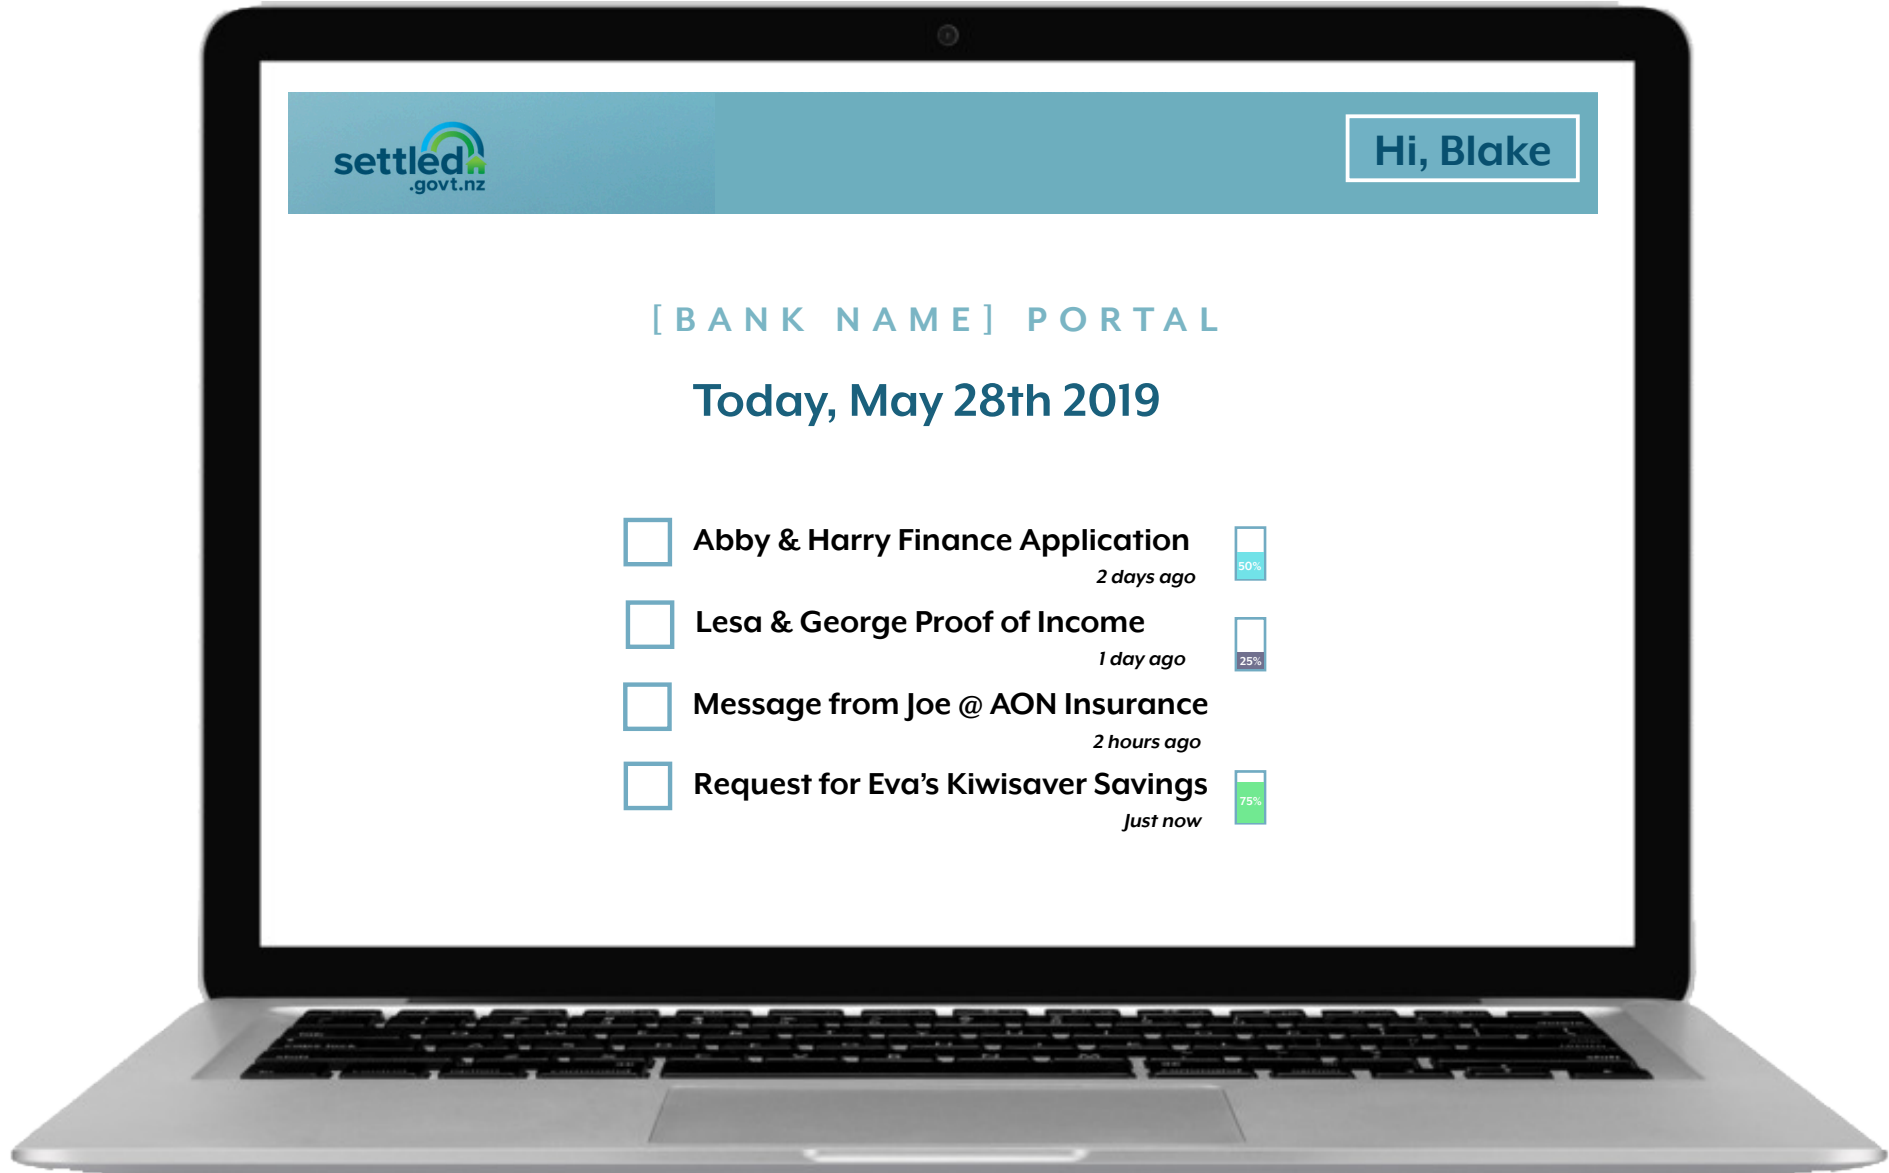 settled
.govt.nz
Hi, Blake
[BANK NAME] PORTAL
Today, May 28th 2019
Abby & Harry Finance Application
2 days ago
50%
Lesa & George Proof of Income
1 day ago
25%
Message from Joe @ AON Insurance
2 hours ago
Request for Eva's Kiwisaver Savings
Just now
75%